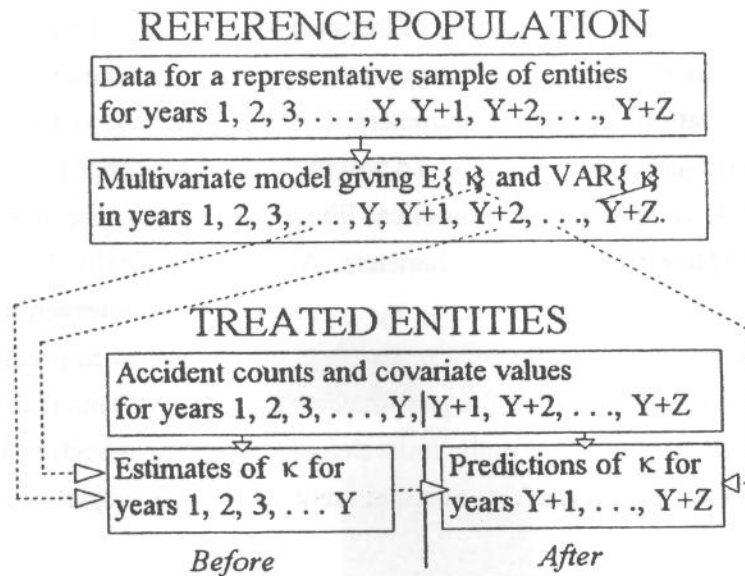 REFERENCE POPULATION
Data for a representative sample of entities
for years 1, 2, 3, . . . Y, Y+1, Y+2, . . ., Y+Z
Multivariate model giving E{ κ} and VAR{ κ}
in years 1, 2, 3, . . . ,Y, Y+1, Y+2, . . ., Y+Z.
TREATED ENTITIES
Accident counts and covariate values
for years 1, 2, 3, . . . ,Y, Y+1, Y+2, . . ., Y+Z
Estimates of κ for
years 1, 2, 3, . . . Y
Predictions of κ for
years Y+1, . . ., Y+Z
Before
After